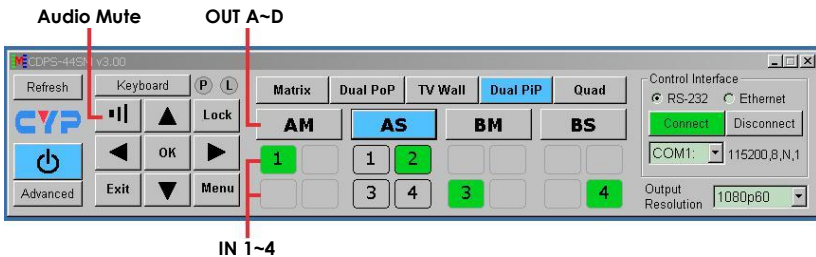 Audio Mute OUT A~D
CDPS-44SM v3.00
Refresh Keyboard P L Matrix Dual PoP TV Wall Dual PiP Quad
Control Interface
RS-232 Ethernet
Lock AM AS BM BS
Connect Disconnect
CYP
OK 1 1 2
COM1: 115200,8,N,1
Advanced Exit Menu 3 4 3 4
Output Resolution 1080p60
IN 1~4